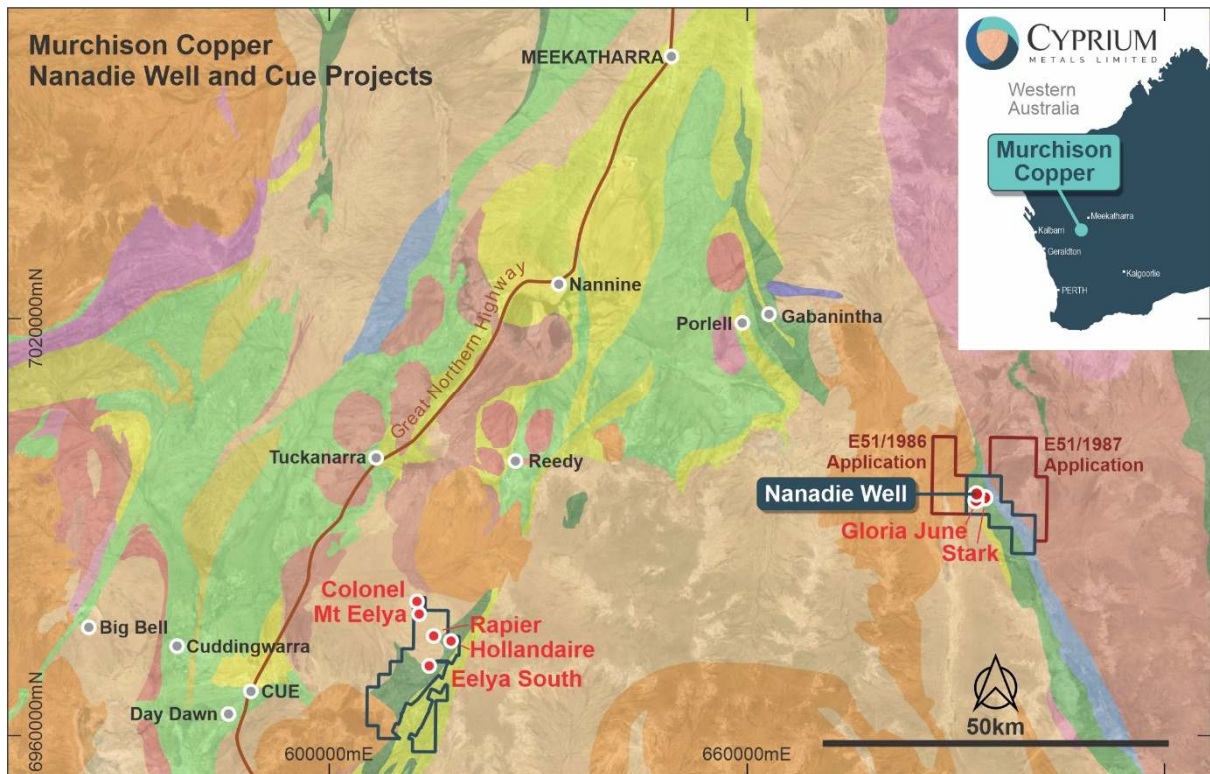 Murchison Copper
Nanadie Well and Cue Projects
MEEKATHARRA
CYPRIUM
METALS LIMITED
Western
Australia
Murchison
Copper
Meekatharra
Kalbarri
Geraldton
Kalgoorlie
PERTH
Great Northern Highway
Nannine
Porlell
Gabanintha
7020000mN
Tuckanarra
Reedy
E51/1986
Application
E51/1987
Application
Nanadie Well
Gloria June
Stark
Colonel
Mt Eelya
Rapier
Hollandaire
Eelya South
Big Bell
Cuddingwarra
CUE
Day Dawn
6960000mN
600000mE
660000mE
50km